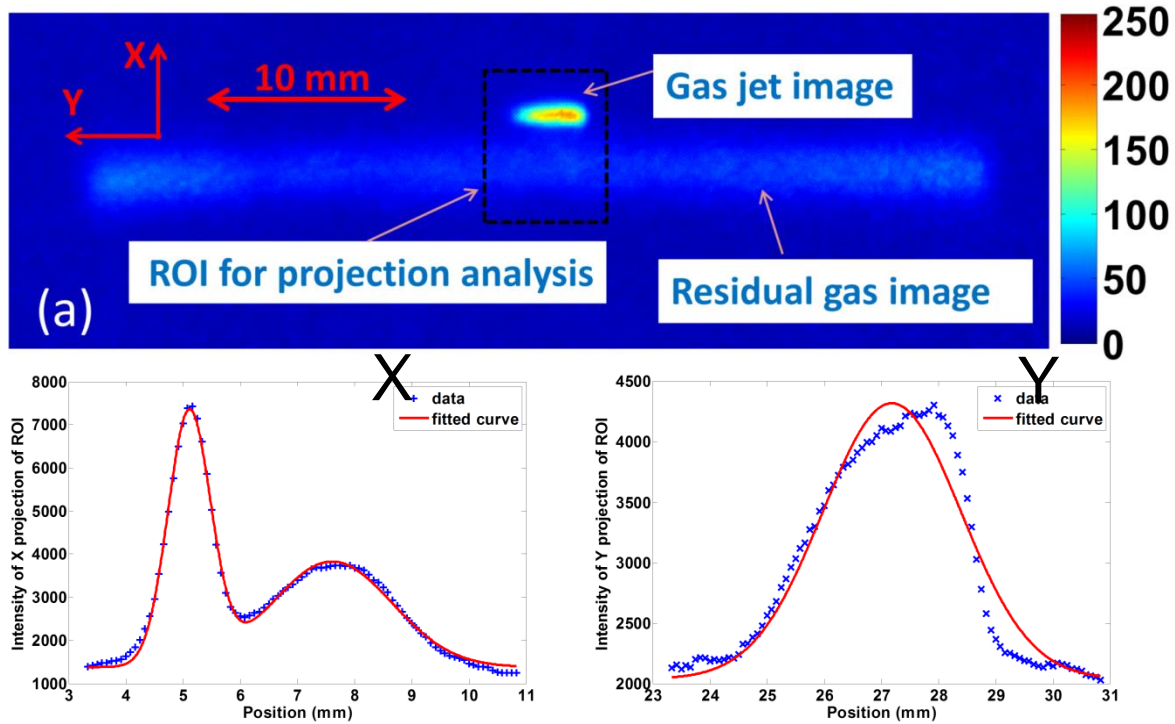 X
Y
10 mm
Gas jet image
ROI for projection analysis
Residual gas image
(a)
250
200
150
100
50
0
X
8000
7000
6000
5000
4000
3000
2000
1000
3 4 5 6 7 8 9 10 11
Intensity of X projection of ROI
Position (mm)
data
fitted curve
Y
4500
4000
3500
3000
2500
2000
23 24 25 26 27 28 29 30 31
Intensity of Y projection of ROI
Position (mm)
data
fitted curve